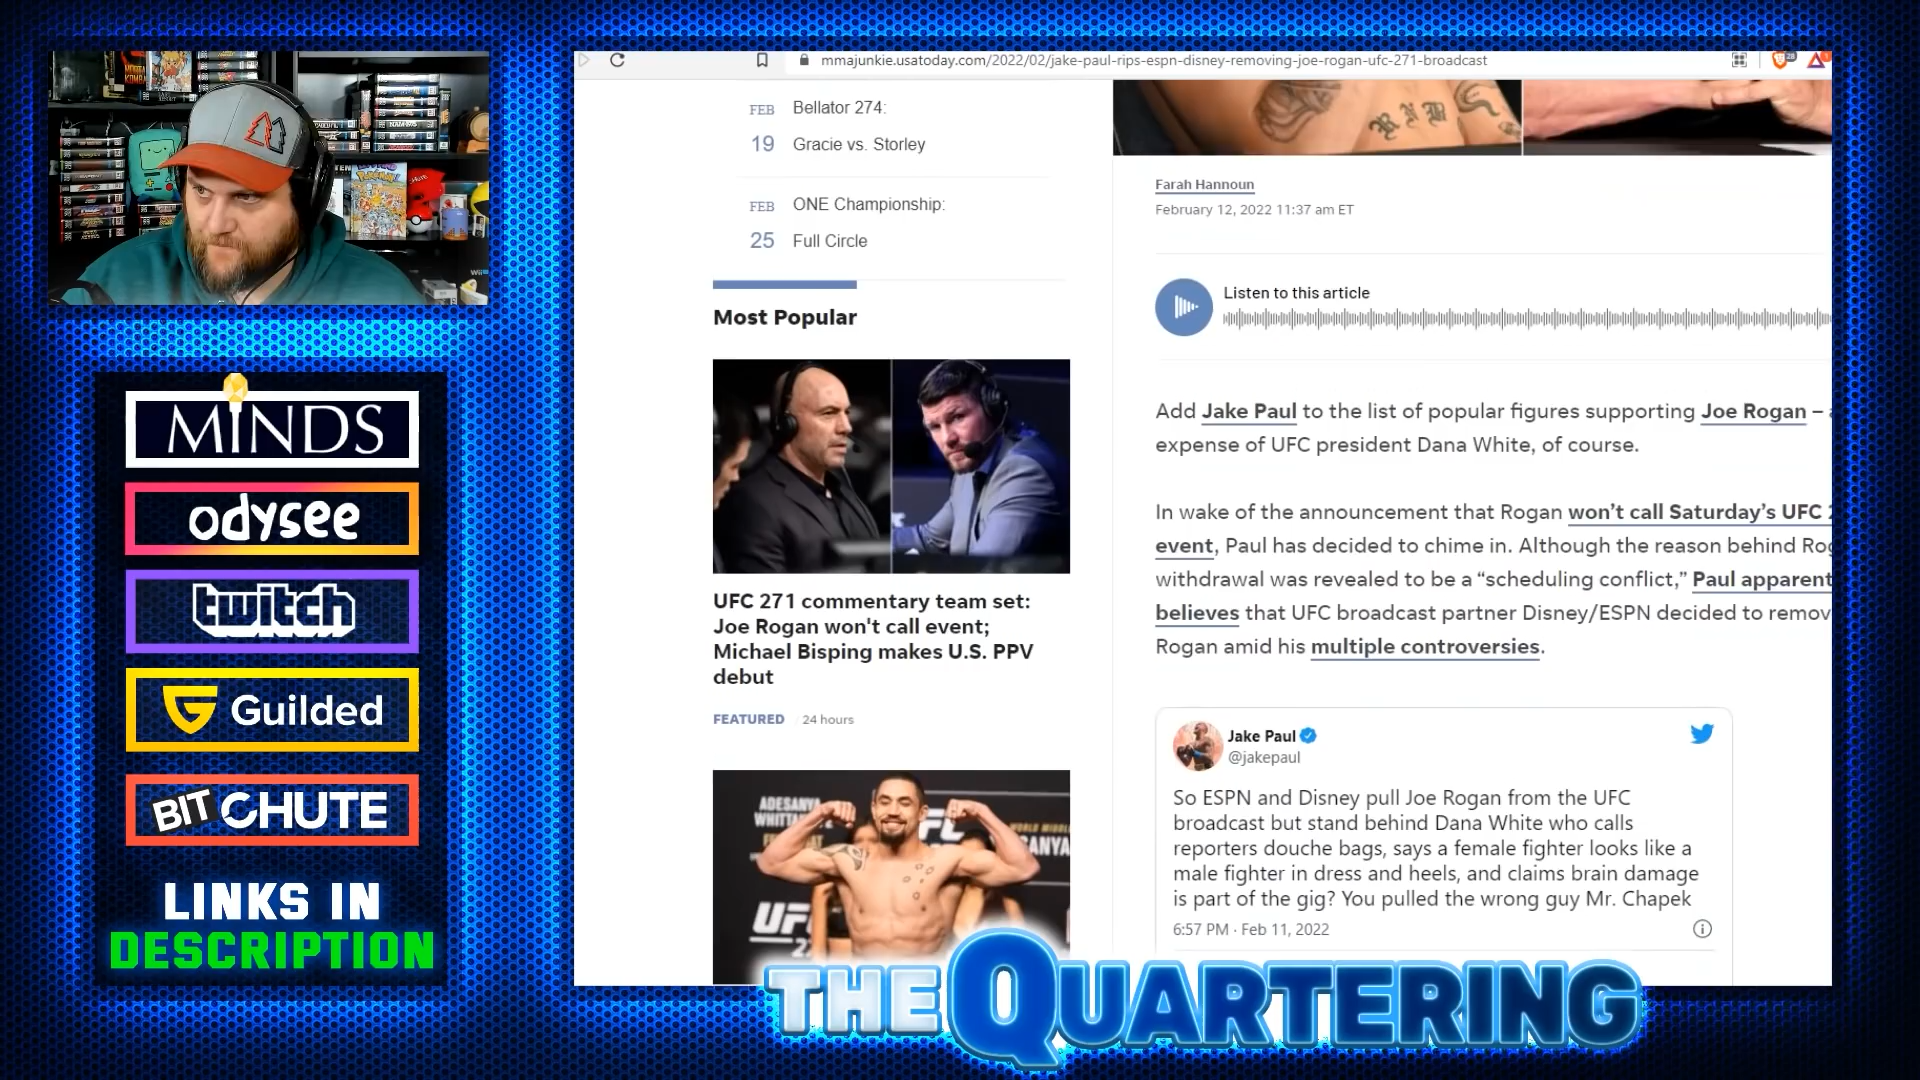 mmajunkie.usatoday.com/2022/02/jake-paul-rips-espn-disney-removing-joe-rogan-ufc-271-broadcast
MINDS
odysee
twitch
Guilded
BITCHUTE
LINKS IN
DESCRIPTION
FEB
19
Bellator 274:
Gracie vs. Storley
FEB
25
ONE Championship:
Full Circle
Most Popular
UFC 271 commentary team set:
Joe Rogan won't call event;
Michael Bisping makes U.S. PPV
debut
FEATURED 24 hours
ADESANYA
UFC
Farah Hannoun
February 12, 2022 11:37 am ET
Listen to this article
Add Jake Paul to the list of popular figures supporting Joe Rogan –
expense of UFC president Dana White, of course.
In wake of the announcement that Rogan won’t call Saturday’s UFC
event, Paul has decided to chime in. Although the reason behind
withdrawal was revealed to be a “scheduling conflict,” Paul
believes that UFC broadcast partner Disney/ESPN decided to
Rogan amid his multiple controversies.
Jake Paul
@jakepaul
So ESPN and Disney pull Joe Rogan from the UFC
broadcast but stand behind Dana White who calls
reporters douche bags, says a female fighter looks like a
male fighter in dress and heels, and claims brain damage
is part of the gig? You pulled the wrong guy Mr. Chapek
6:57 PM · Feb 11, 2022
THE QUARTERING